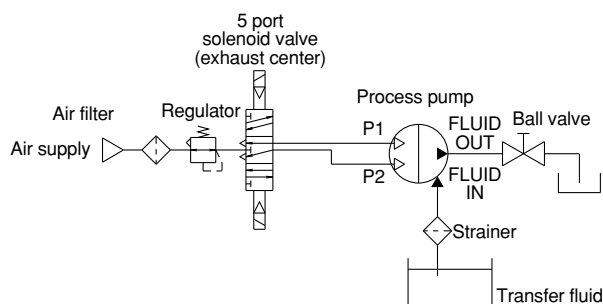 5 port
solenoid valve
(exhaust center)
Air filter
Regulator
Process pump
Ball valve
Air supply
P1
P2
FLUID
OUT
FLUID
IN
Strainer
Transfer fluid